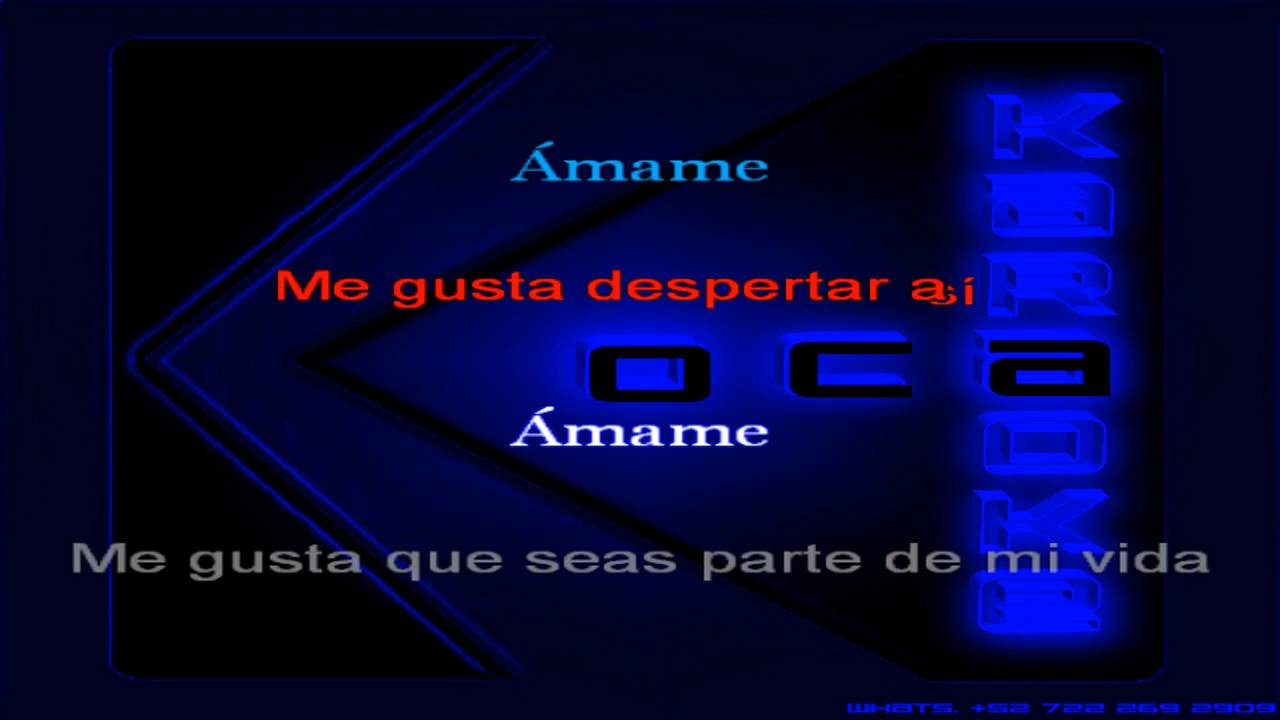 Ámame
Me gusta despertar así
oca
Ámame
Me gusta que seas parte de mi vida
KaRaOKe
WHATS. +52 722 269 2909